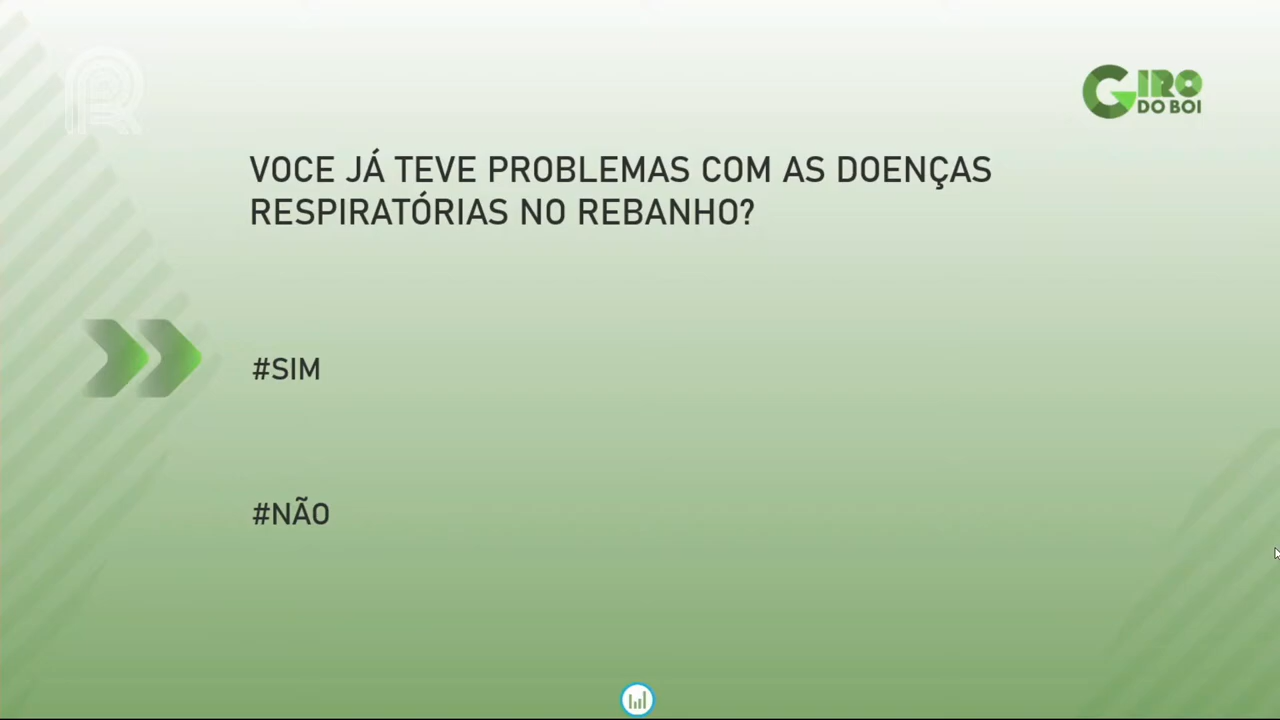 GIRO
DO BOI
VOCE JÁ TEVE PROBLEMAS COM AS DOENÇAS
RESPIRATÓRIAS NO REBANHO?
#SIM
#NÃO